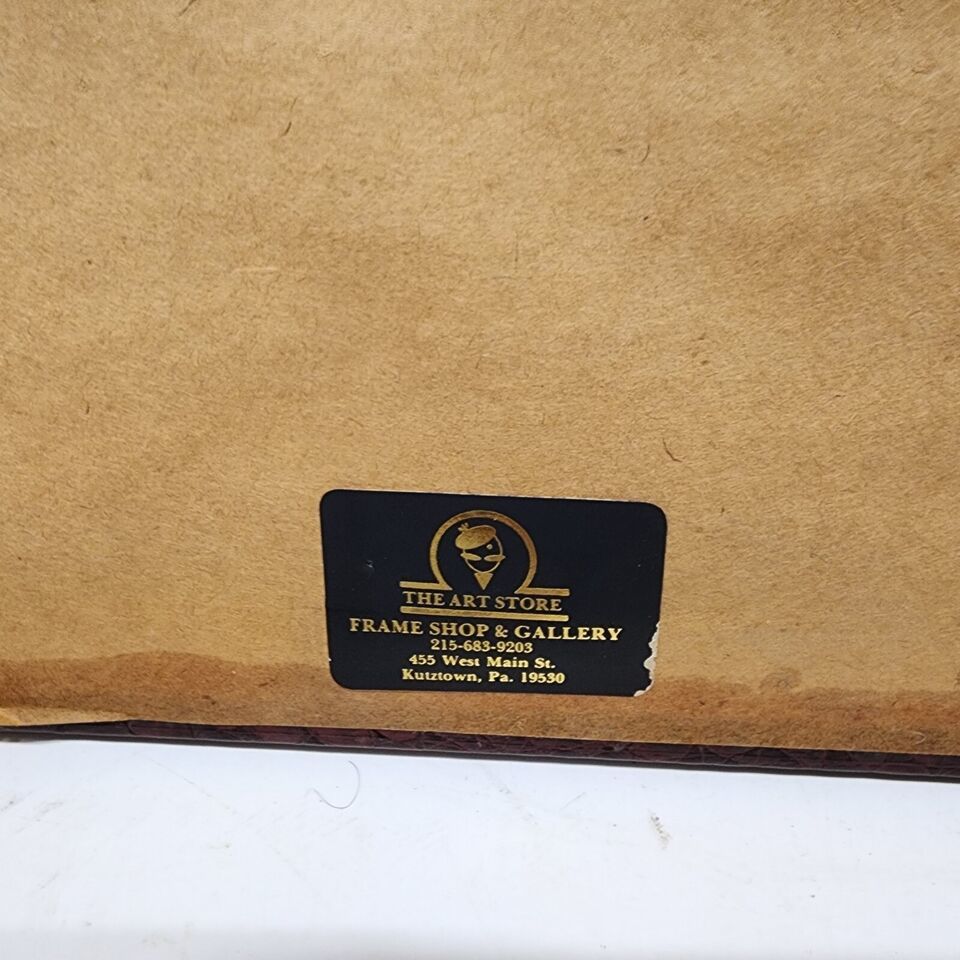 THE ART STORE
FRAME SHOP & GALLERY
215-683-9203
455 West Main St.
Kutztown, Pa. 19530